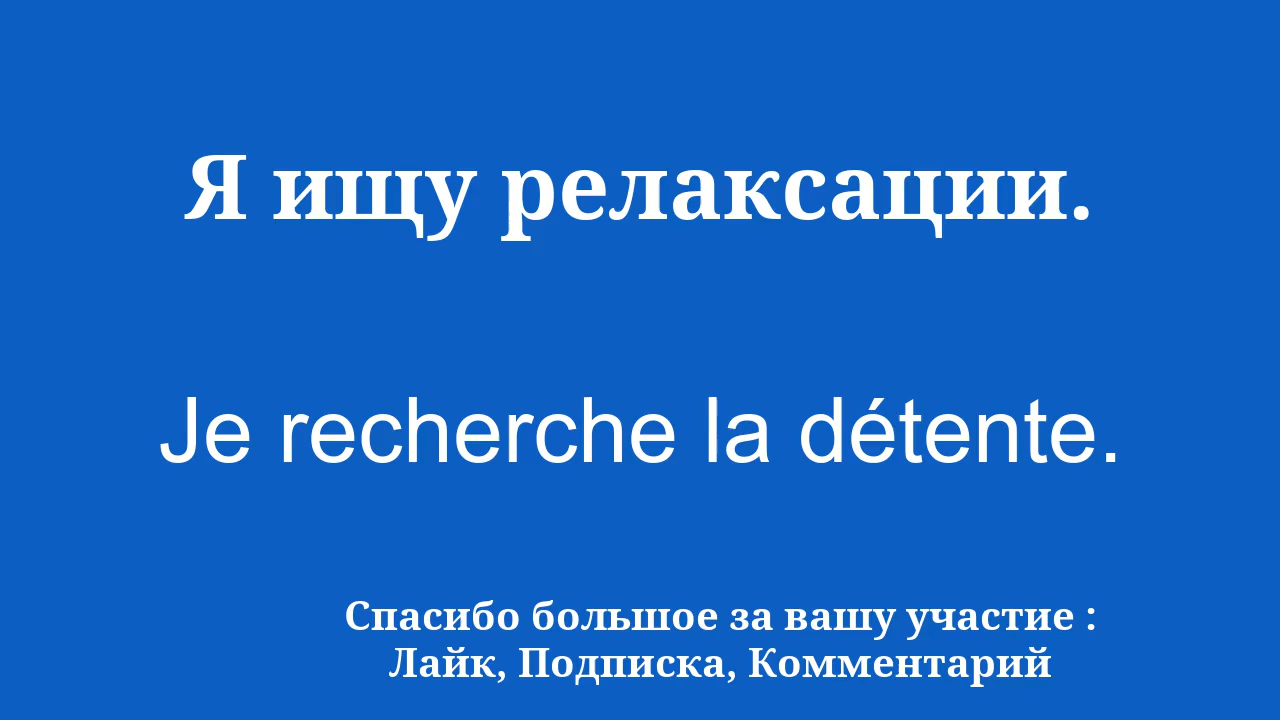 Я ищу релаксации.
Je recherche la détente.
Спасибо большое за вашу участие :
Лайк, Подписка, Комментарий